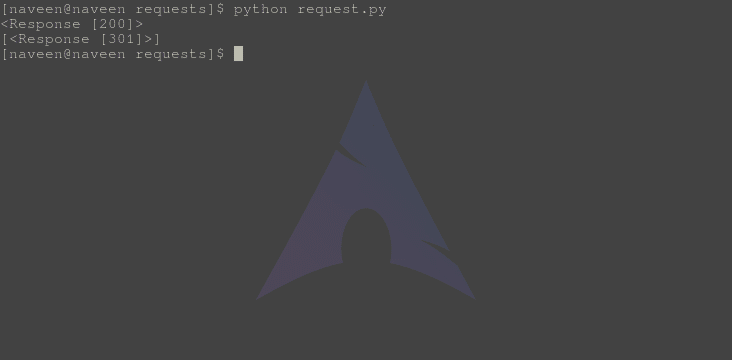 [naveen@naveen requests]$ python request.py
<Response [200]>
[<Response [301]>]
[naveen@naveen requests]$